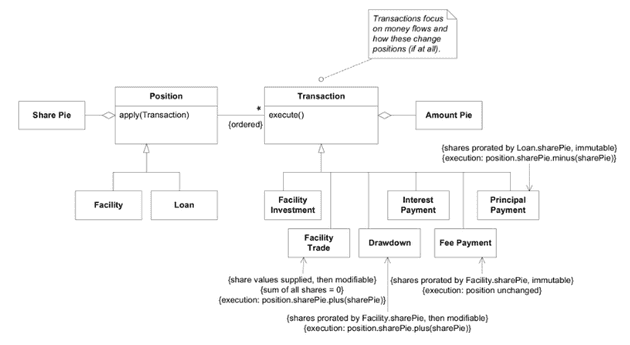 Transactions focus
on money flows and
how these change
positions (if at all).
Position
Transaction
Share Pie
apply(Transaction)
*
{ordered}
execute()
Amount Pie
{shares prorated by Loan.sharePie, immutable}
{execution: position.sharePie.minus(sharePie)}
Facility
Loan
Facility
Investment
Interest
Payment
Principal
Payment
Facility
Trade
Drawdown
Fee Payment
{share values supplied, then modifiable}
{sum of all shares = 0}
{execution: position.sharePie.plus(sharePie)}
{shares prorated by Facility.sharePie, immutable}
{execution: position unchanged}
{shares prorated by Facility.sharePie, then modifiable}
{execution: position.sharePie.plus(sharePie)}